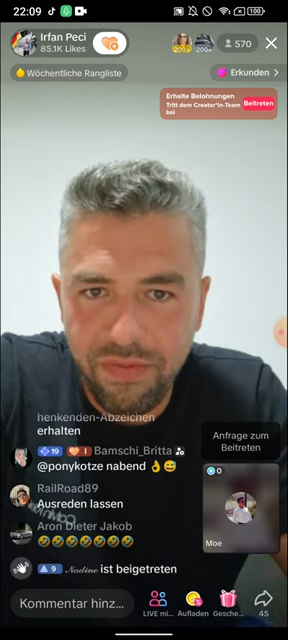 22:09
100
Irfan Peci
85.1K Likes
200+
200+
570
Wöchentliche Rangliste
Erkunden
Erhalte Belohnungen
Tritt dem Creator*in-Team
bei
Beitreten
henkenden-Abzeichen
erhalten
19
I
Bamschi_Britta
@ponykotze nabend 👌😅
RailRoad89
Ausreden lassen
Aron Dieter Jakob
🤣🤣🤣🤣🤣🤣🤣
9
Nadine ist beigetreten
Anfrage zum
Beitreten
0
Moe
Kommentar hinz...
LIVE mi...
Aufladen
Gesche...
45